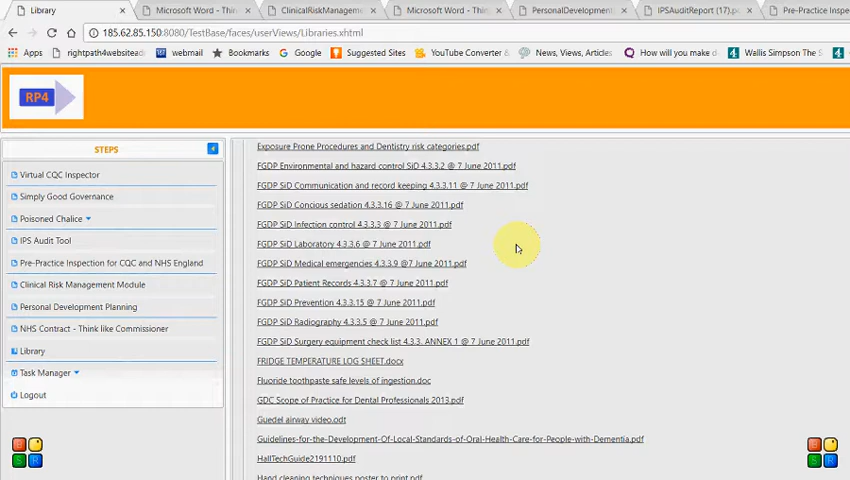 Library
Microsoft Word - Thin
ClinicalRiskManageme
Microsoft Word - Thin
PersonalDevelopment
IPSAuditReport (17).p
Pre-Practice Inspe
185.62.85.150:8080/TestBase/faces/userViews/Libraries.xhtml
Apps
rightpath4websitead
webmail
Bookmarks
Google
Suggested Sites
YouTube Converter &
News, Views, Articles
How will you make d
Wallis Simpson The S
RP4
STEPS
Virtual CQC Inspector
Simply Good Governance
Poisoned Chalice
IPS Audit Tool
Pre-Practice Inspection for CQC and NHS England
Clinical Risk Management Module
Personal Development Planning
NHS Contract - Think like Commissioner
Library
Task Manager
Logout
Exposure Prone Procedures and Dentistry risk categories.pdf
FGDP Environmental and hazard control SiD 4.3.3.2 @ 7 June 2011.pdf
FGDP SiD Communication and record keeping 4.3.3.11 @ 7 June 2011.pdf
FGDP SiD Concious sedation 4.3.3.16 @ 7 June 2011.pdf
FGDP SiD Infection control 4.3.3.3 @ 7 June 2011.pdf
FGDP SiD Laboratory 4.3.3.6 @ 7 June 2011.pdf
FGDP SiD Medical emergencies 4.3.3.9 @7 June 2011.pdf
FGDP SiD Patient Records 4.3.3.7 @ 7 June 2011.pdf
FGDP SiD Prevention 4.3.3.15 @ 7 June 2011.pdf
FGDP SiD Radiography 4.3.3.5 @ 7 June 2011.pdf
FGDP SiD Surgery equipment check list 4.3.3. ANNEX 1 @ 7 June 2011.pdf
FRIDGE TEMPERATURE LOG SHEET.docx
Fluoride toothpaste safe levels of ingestion.doc
GDC Scope of Practice for Dental Professionals 2013.pdf
Guedel airway video.odt
Guidelines-for-the-Development-Of-Local-Standards-of-Oral-Health-Care-for-People-with-Dementia.pdf
HallTechGuide2191110.pdf
Hand cleaning techniques poster to print.pdf